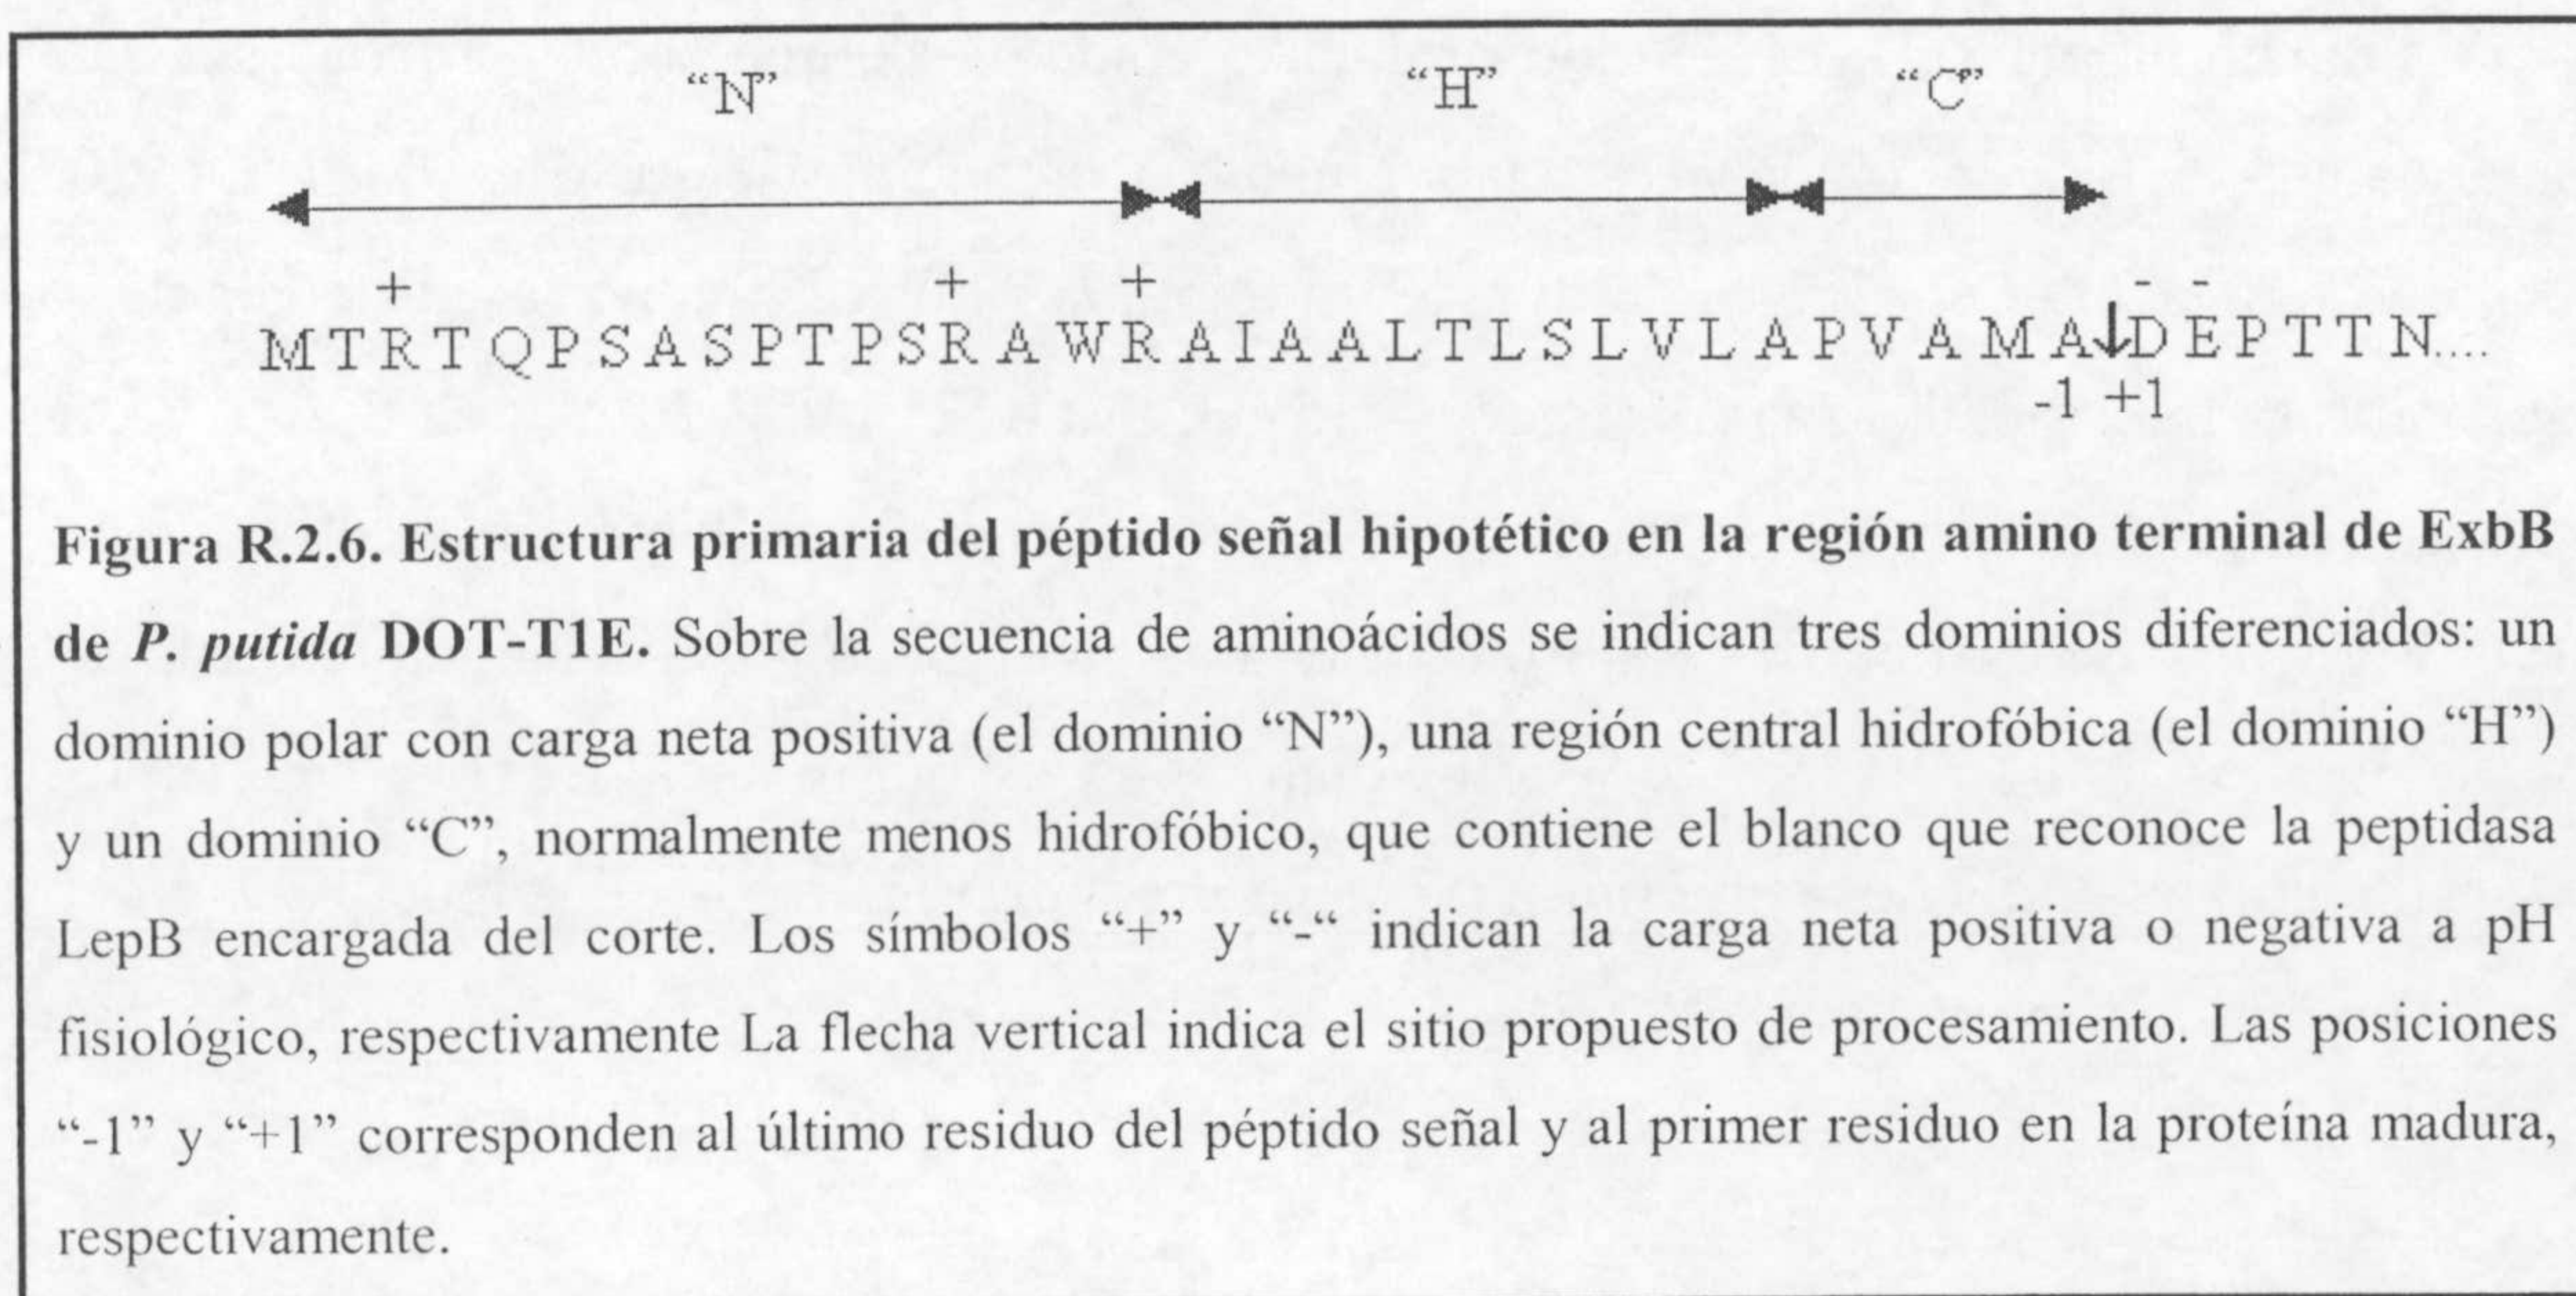 “N” “H” “C”
+ + + - -
M T R T Q P S A S P T P S R A W R A I A A L T L S L V L A P V A M A↓D E P T T N....
-1 +1
Figura R.2.6. Estructura primaria del péptido señal hipotético en la región amino terminal de ExbB
de P. putida DOT-T1E. Sobre la secuencia de aminoácidos se indican tres dominios diferenciados: un
dominio polar con carga neta positiva (el dominio “N”), una región central hidrofóbica (el dominio “H”)
y un dominio “C”, normalmente menos hidrofóbico, que contiene el blanco que reconoce la peptidasa
LepB encargada del corte. Los símbolos “+” y “-“ indican la carga neta positiva o negativa a pH
fisiológico, respectivamente La flecha vertical indica el sitio propuesto de procesamiento. Las posiciones
“-1” y “+1” corresponden al último residuo del péptido señal y al primer residuo en la proteína madura,
respectivamente.